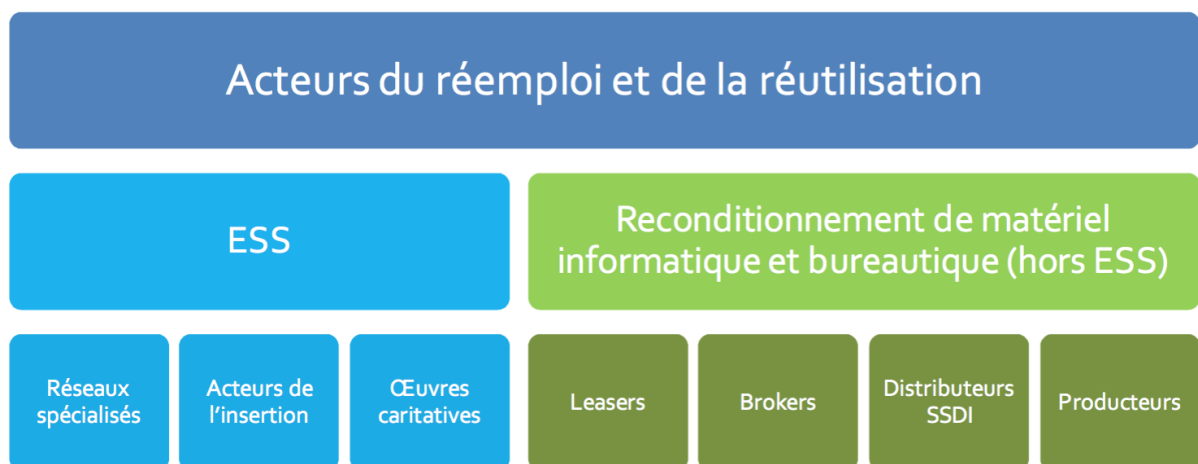 Acteurs du réemploi et de la réutilisation
ESS
Reconditionnement de matériel
informatique et bureautique (hors ESS)
Réseaux
spécialisés
Acteurs de
l'insertion
Œuvres
caritatives
Leasers
Brokers
Distributeurs
SSDI
Producteurs